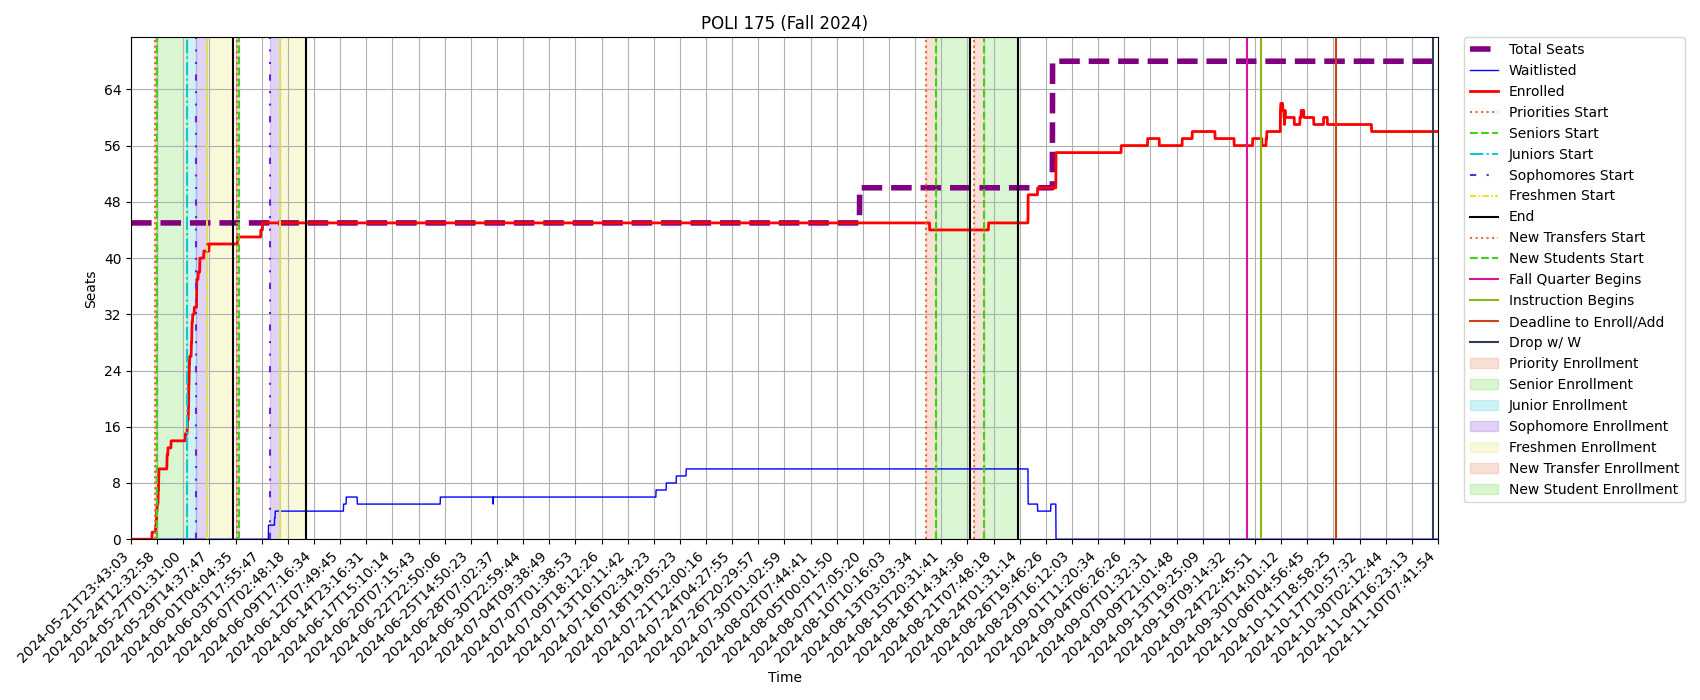 POLI 175 (Fall 2024)
Seats
64
56
48
40
32
24
16
8
0
2024-05-21T23:43:03
2024-05-24T12:32:58
2024-05-27T01:31:00
2024-05-29T14:37:47
2024-06-01T04:04:35
2024-06-03T17:55:47
2024-06-07T02:48:18
2024-06-09T17:16:34
2024-06-12T07:49:45
2024-06-14T23:16:31
2024-06-17T15:10:14
2024-06-20T07:15:43
2024-06-22T22:50:06
2024-06-25T14:50:23
2024-06-28T07:02:37
2024-06-30T22:59:44
2024-07-04T09:38:49
2024-07-07T01:38:53
2024-07-09T18:12:26
2024-07-13T10:11:42
2024-07-16T02:34:23
2024-07-18T19:05:23
2024-07-21T12:00:16
2024-07-24T04:27:55
2024-07-26T20:29:57
2024-07-30T01:02:59
2024-08-02T07:44:41
2024-08-05T00:01:50
2024-08-07T17:05:20
2024-08-10T10:16:03
2024-08-13T03:03:34
2024-08-15T20:31:41
2024-08-18T14:34:36
2024-08-21T07:48:18
2024-08-24T01:31:14
2024-08-26T19:46:26
2024-08-29T16:12:03
2024-09-01T11:20:34
2024-09-04T06:26:26
2024-09-07T01:32:31
2024-09-09T21:01:48
2024-09-13T19:25:09
2024-09-19T09:14:32
2024-09-24T22:45:51
2024-09-30T14:01:12
2024-10-06T04:56:45
2024-10-11T18:58:25
2024-10-17T10:57:32
2024-10-30T02:12:44
2024-11-04T16:23:13
2024-11-10T07:41:54
Time
Total Seats
Waitlisted
Enrolled
Priorities Start
Seniors Start
Juniors Start
Sophomores Start
Freshmen Start
End
New Transfers Start
New Students Start
Fall Quarter Begins
Instruction Begins
Deadline to Enroll/Add
Drop w/ W
Priority Enrollment
Senior Enrollment
Junior Enrollment
Sophomore Enrollment
Freshmen Enrollment
New Transfer Enrollment
New Student Enrollment